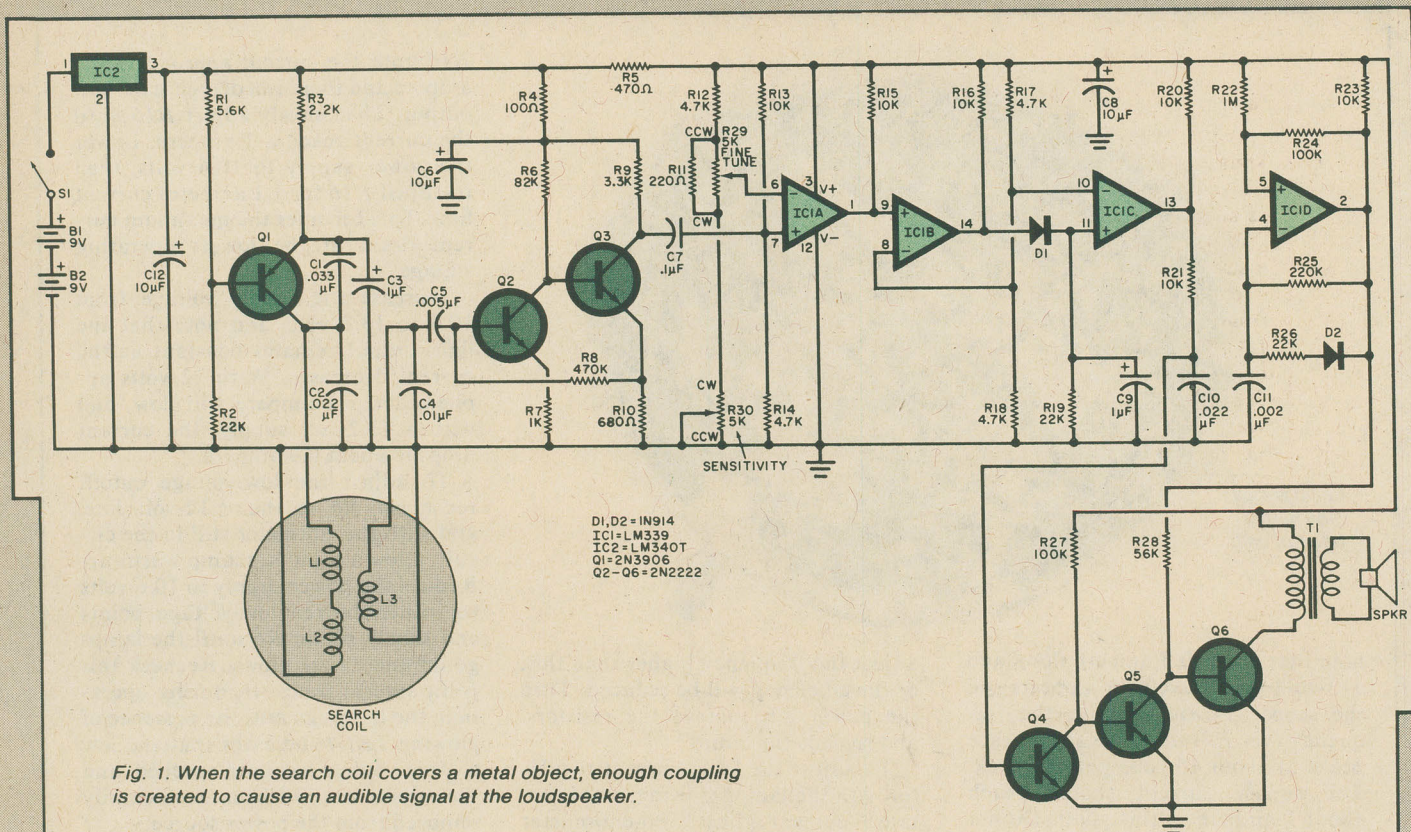 1
IC2
3
2
S1
B1
9V
B2
9V
C12
10µF
R1
5.6K
R2
22K
R3
2.2K
Q1
C1
.033
µF
C3
1µF
C2
.022
µF
C4
.01µF
C5
.005µF
R4
100Ω
C6
10µF
R6
82K
Q2
R5
470Ω
R9
3.3K
Q3
R8
470K
R7
1K
R10
680Ω
C7
.1µF
R12
4.7K
CCW
R29
5K
FINE
TUNE
R11
220Ω
CW
CW
R30
5K
CCW
SENSITIVITY
R13
10K
R14
4.7K
6
-
3
V+
IC1A
1
7
+
12
V-
R15
10K
9
+
IC1B
14
8
-
R16
10K
R17
4.7K
D1
R18
4.7K
R19
22K
C8
10µF
10
-
IC1C
13
11
+
C9
1µF
R20
10K
R21
10K
C10
.022
µF
R22
1M
R23
10K
R24
100K
5
+
IC1D
2
4
-
R25
220K
R26
22K
D2
C11
.002
µF
L1
L2
L3
SEARCH
COIL
D1,D2=1N914
IC1=LM339
IC2=LM340T
Q1=2N3906
Q2-Q6=2N2222
R27
100K
R28
56K
Q4
Q5
Q6
T1
SPKR
Fig. 1. When the search coil covers a metal object, enough coupling
is created to cause an audible signal at the loudspeaker.